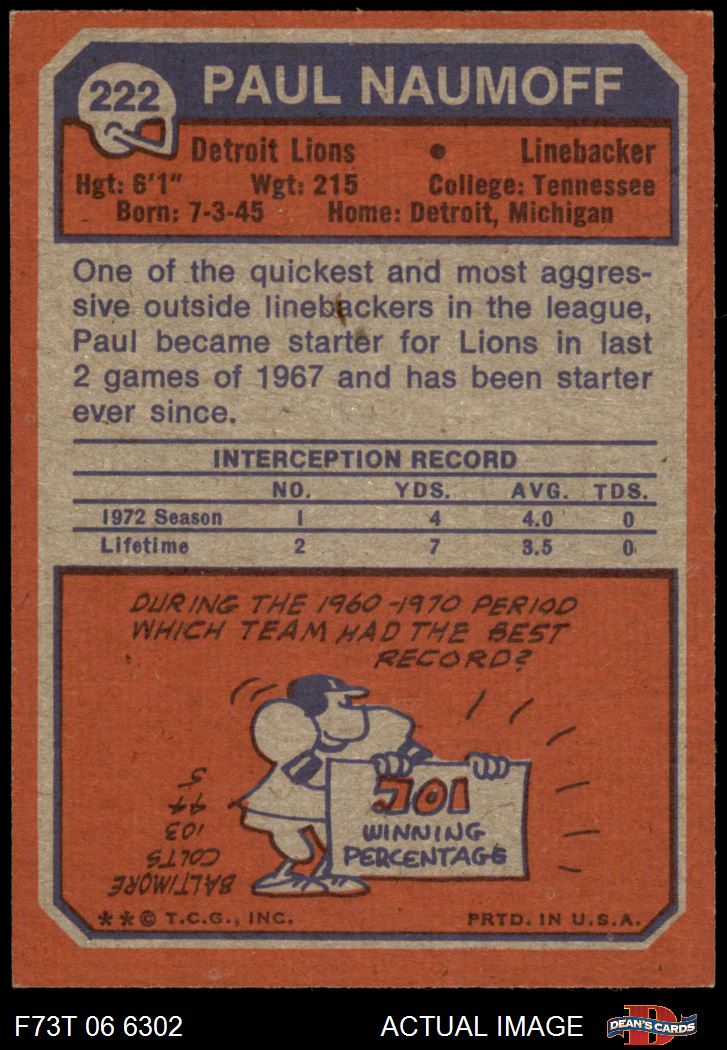 222
PAUL NAUMOFF
Detroit Lions • Linebacker
Hgt: 6'1" Wgt: 215 College: Tennessee
Born: 7-3-45 Home: Detroit, Michigan
One of the quickest and most aggres-
sive outside linebackers in the league,
Paul became starter for Lions in last
2 games of 1967 and has been starter
ever since.
INTERCEPTION RECORD
NO. YDS. AVG. TDS.
1972 Season 1 4 4.0 0
Lifetime 2 7 3.5 0
DURING THE 1960-1970 PERIOD
WHICH TEAM HAD THE BEST
RECORD?
.701
WINNING
PERCENTAGE
BALTIMORE
COLTS
103
44
5
**© T.C.G., INC. PRTD. IN U.S.A.
F73T 06 6302 ACTUAL IMAGE
D
DEAN'S CARDS